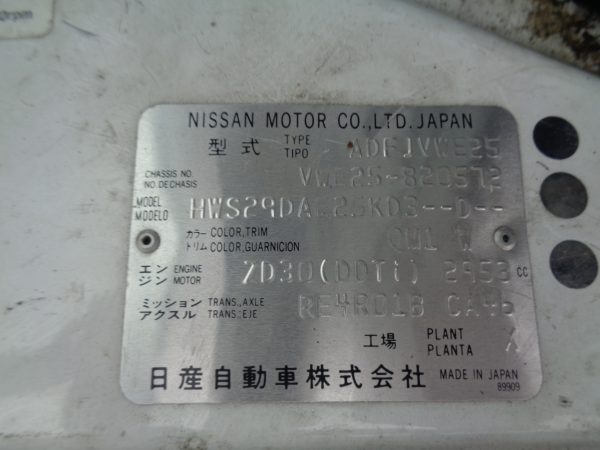 0rpm
NISSAN MOTOR CO.,LTD.JAPAN
型式 TYPE TIPO ADFJVWE25
CHASSIS NO. NO.DE CHASIS VWE25-820572
MODEL MODELO
カラー COLOR,TRIM
トリム COLOR,GUARNICION QM1 W
エンジン ENGINE MOTOR ZD30(DDTi) 2953 cc
ミッション TRANS.,AXLE
アクスル TRANS.;EJE RE4R01B CA46
工場 PLANT PLANTA
日産自動車株式会社 MADE IN JAPAN
89909